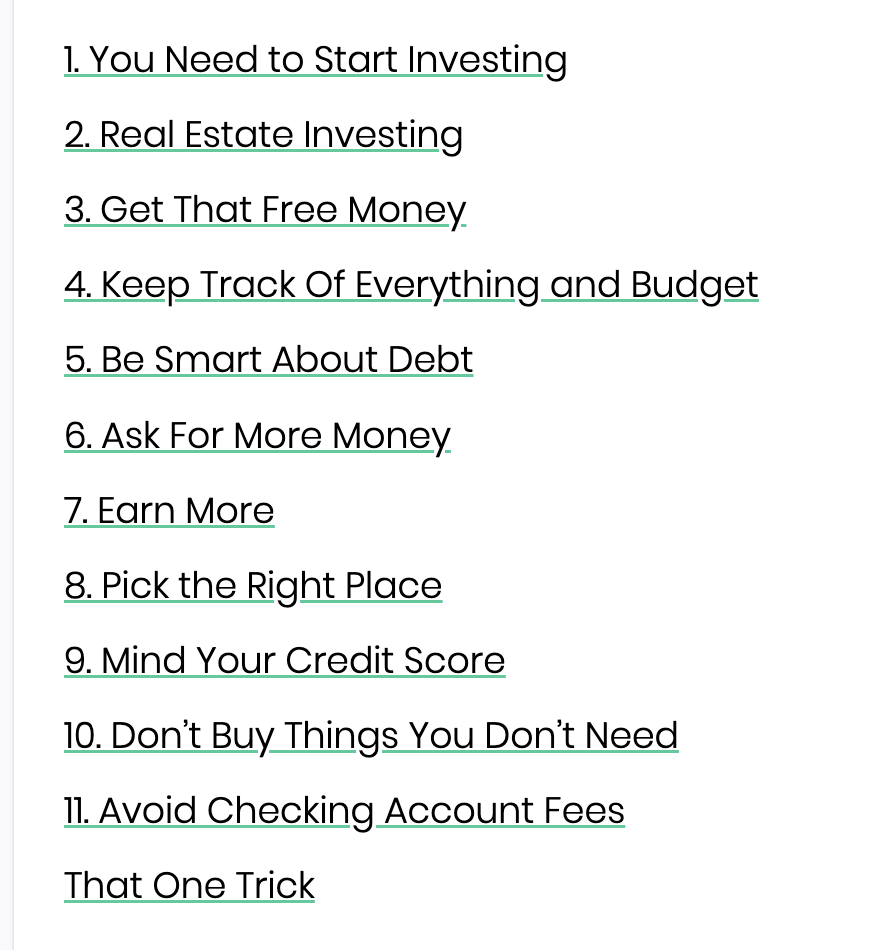 1. You Need to Start Investing
2. Real Estate Investing
3. Get That Free Money
4. Keep Track Of Everything and Budget
5. Be Smart About Debt
6. Ask For More Money
7. Earn More
8. Pick the Right Place
9. Mind Your Credit Score
10. Don’t Buy Things You Don’t Need
11. Avoid Checking Account Fees
That One Trick